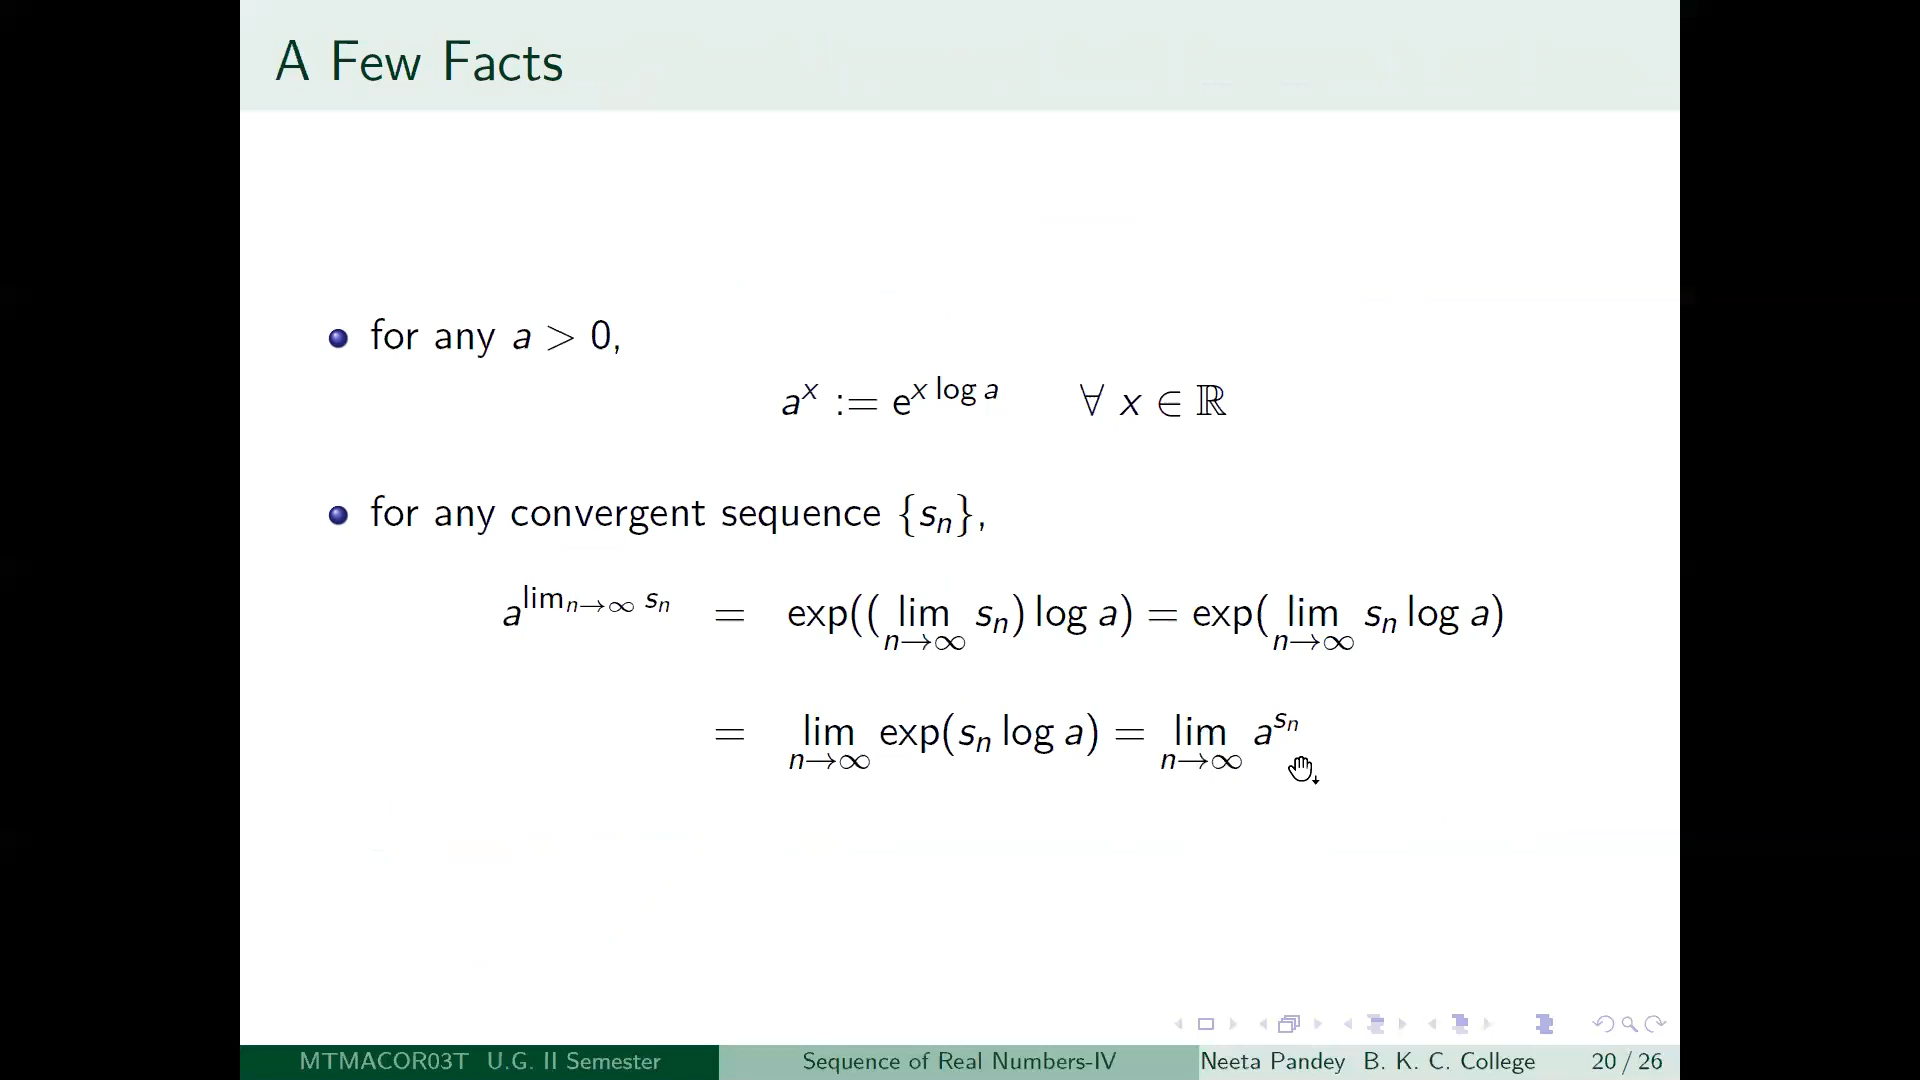 A Few Facts
for any a > 0,
a^x := e^{x log a} ∀ x ∈ ℝ
for any convergent sequence {s_n},
a^{lim_{n→∞} s_n} = exp((lim_{n→∞} s_n) log a) = exp(lim_{n→∞} s_n log a)
= lim_{n→∞} exp(s_n log a) = lim_{n→∞} a^{s_n}
MTMACOR03T U.G. II Semester Sequence of Real Numbers-IV Neeta Pandey B. K. C. College 20 / 26